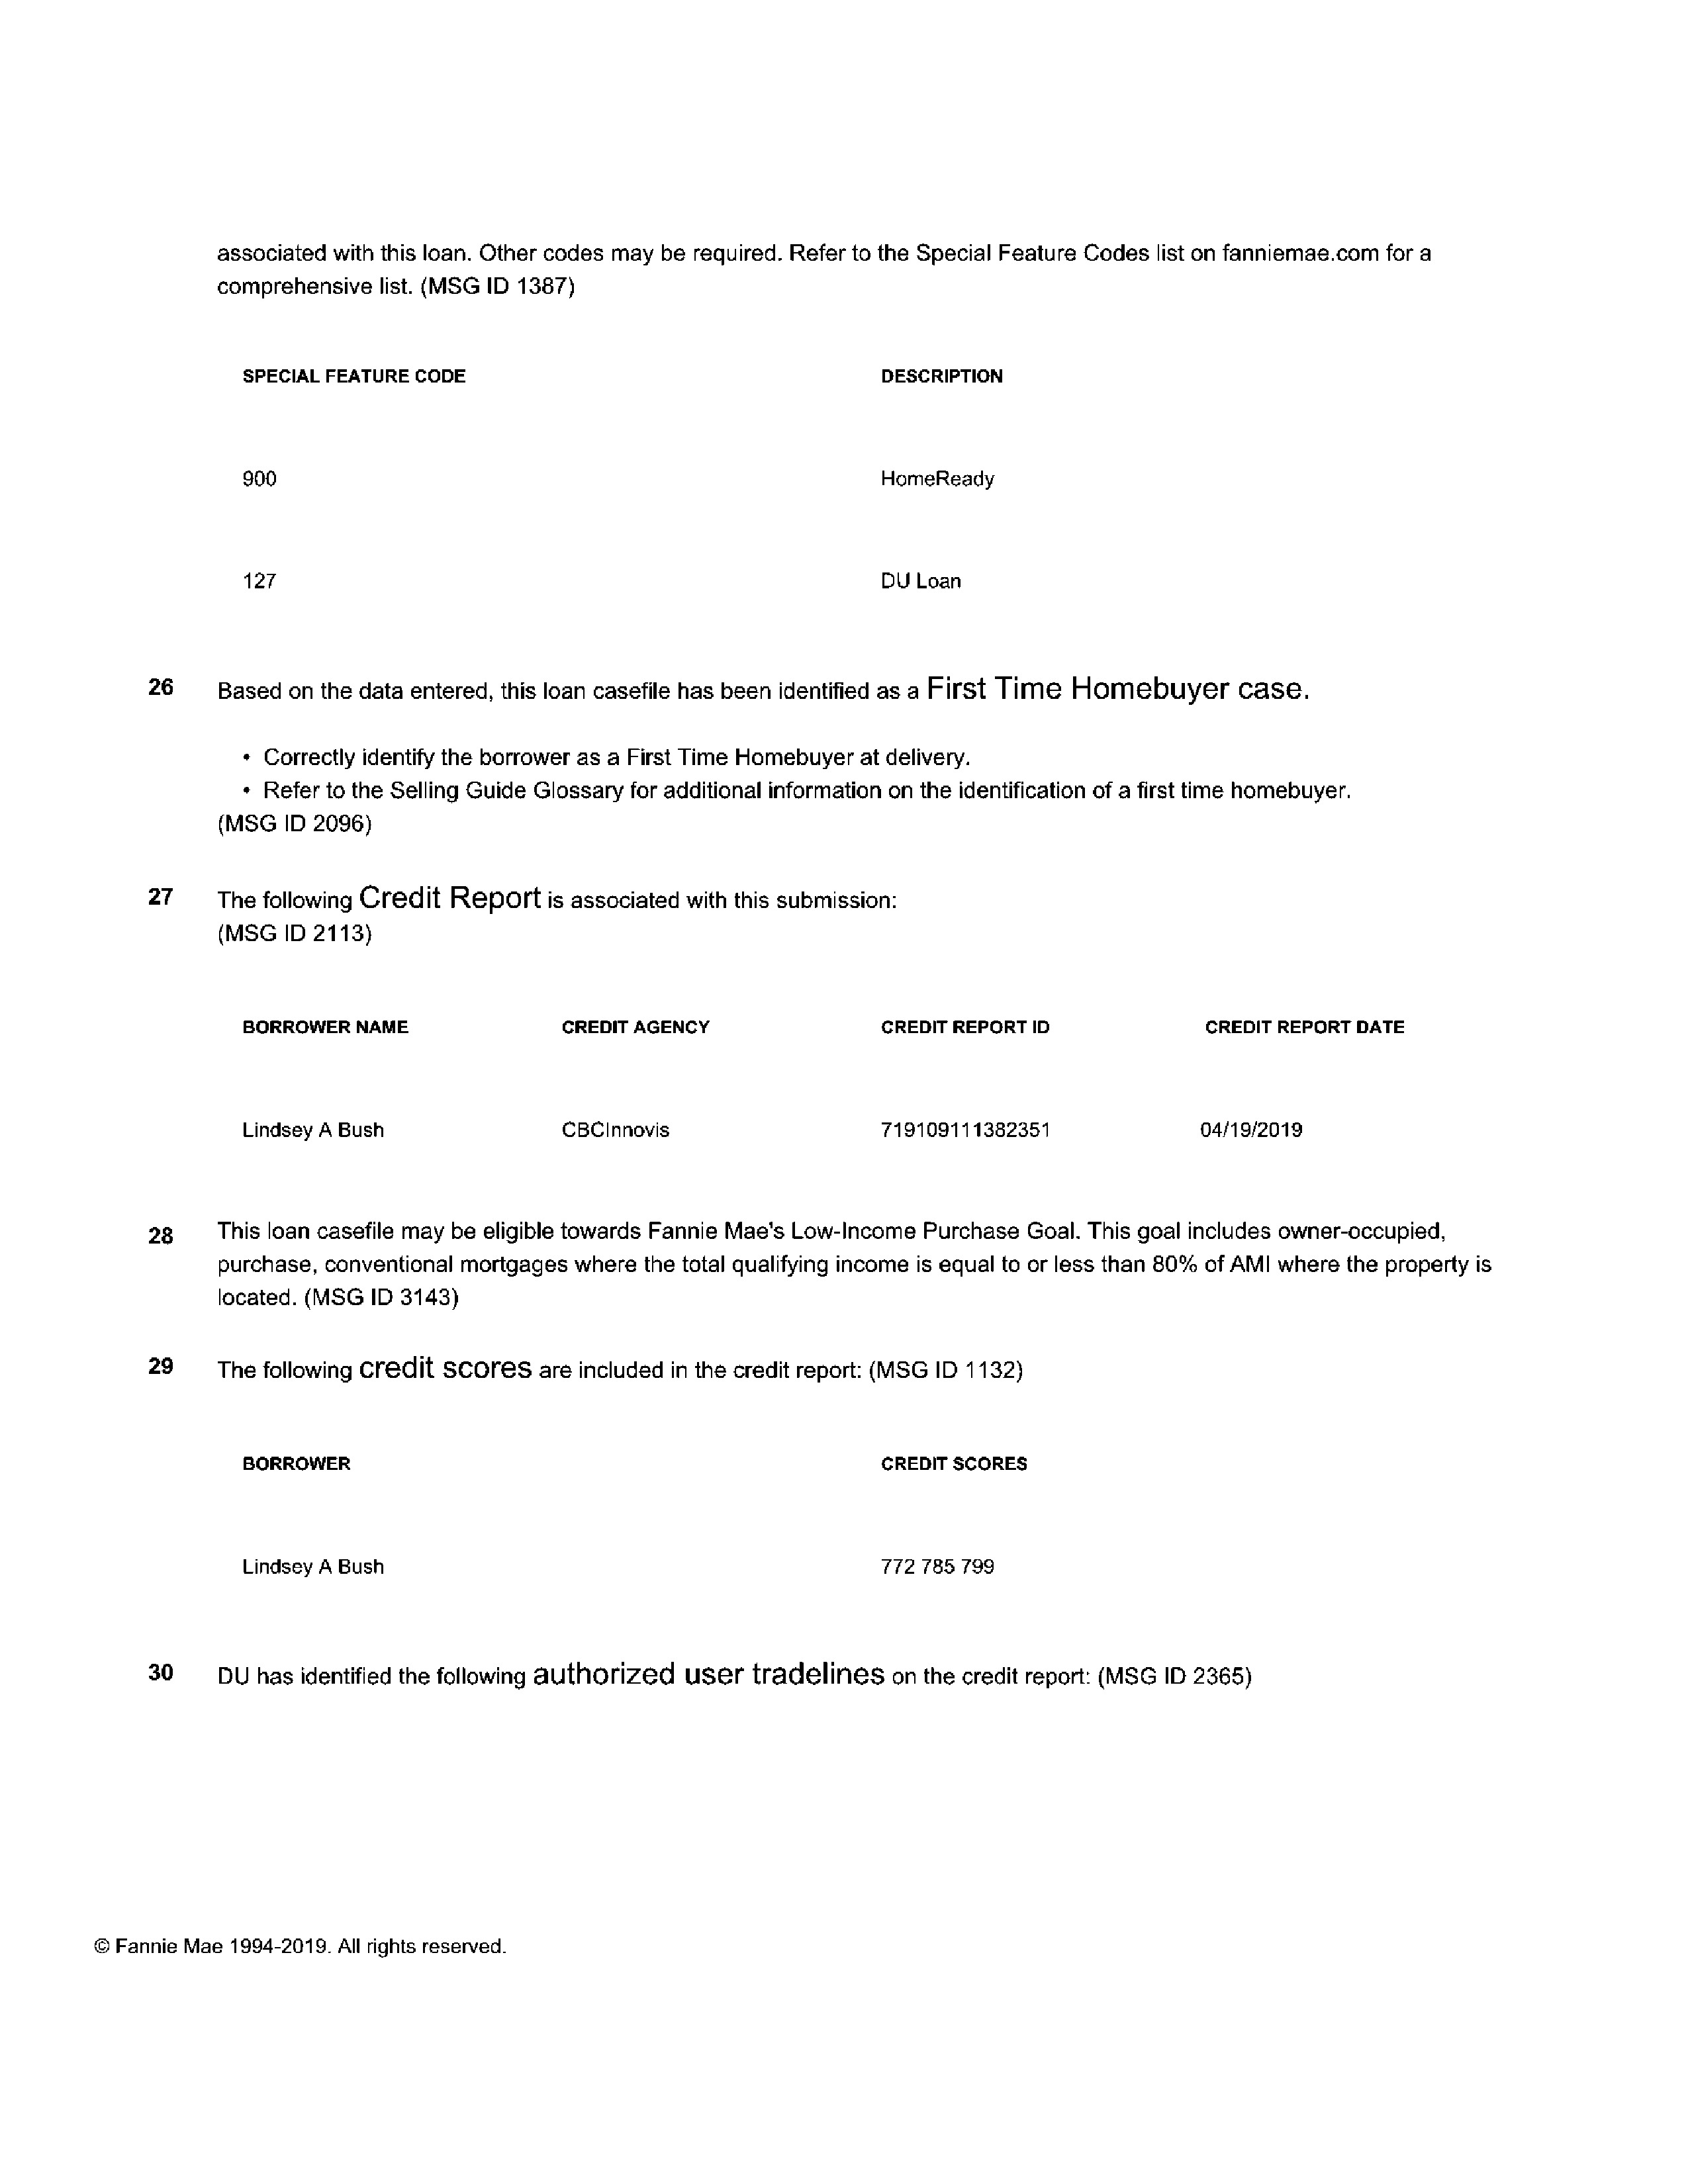 associated with this loan. Other codes may be required. Refer to the Special Feature Codes list on fanniemae.com for a
comprehensive list. (MSG ID 1387)
SPECIAL FEATURE CODE DESCRIPTION
900 HomeReady
127 DU Loan
26 Based on the data entered, this loan casefile has been identified as a First Time Homebuyer case.
• Correctly identify the borrower as a First Time Homebuyer at delivery.
• Refer to the Selling Guide Glossary for additional information on the identification of a first time homebuyer.
(MSG ID 2096)
27 The following Credit Report is associated with this submission:
(MSG ID 2113)
BORROWER NAME CREDIT AGENCY CREDIT REPORT ID CREDIT REPORT DATE
Lindsey A Bush CBCInnovis 719109111382351 04/19/2019
28 This loan casefile may be eligible towards Fannie Mae's Low-Income Purchase Goal. This goal includes owner-occupied,
purchase, conventional mortgages where the total qualifying income is equal to or less than 80% of AMI where the property is
located. (MSG ID 3143)
29 The following credit scores are included in the credit report: (MSG ID 1132)
BORROWER CREDIT SCORES
Lindsey A Bush 772 785 799
30 DU has identified the following authorized user tradelines on the credit report: (MSG ID 2365)
© Fannie Mae 1994-2019. All rights reserved.